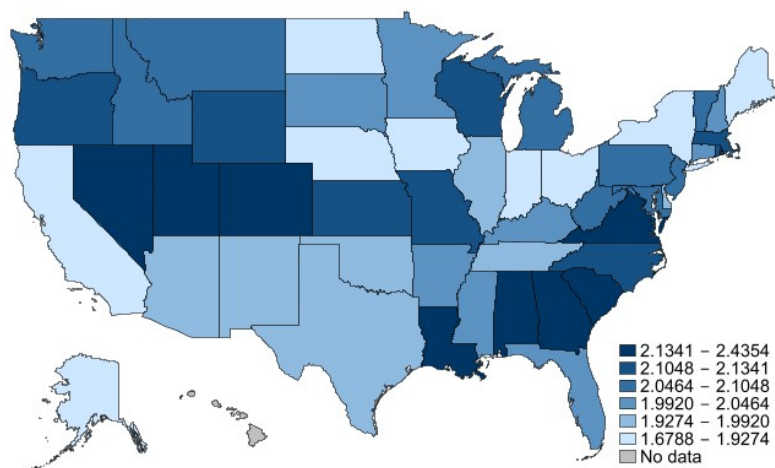 2.1341 – 2.4354
2.1048 – 2.1341
2.0464 – 2.1048
1.9920 – 2.0464
1.9274 – 1.9920
1.6788 – 1.9274
No data